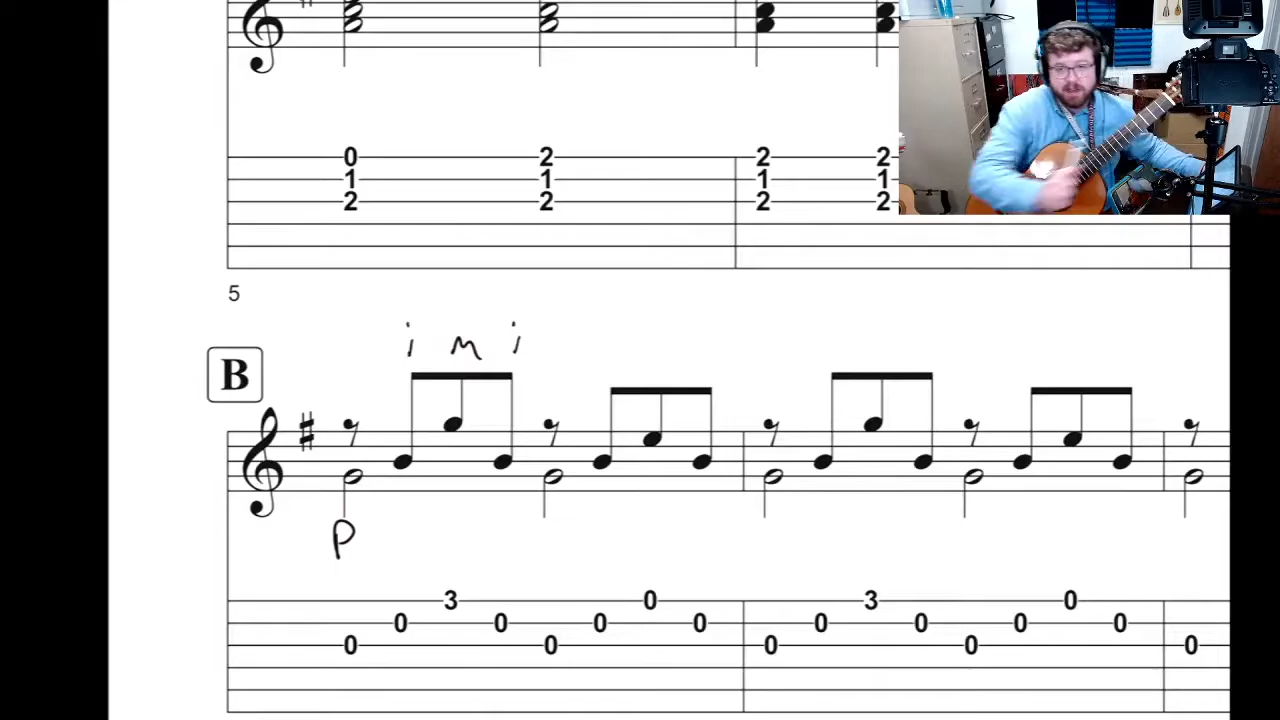 0 2 2 2
1 1 1 1
2 2 2 2
5
i m i
B
p
3 0 3 0
0 0 0 0 0 0 0 0
0 0 0 0 0